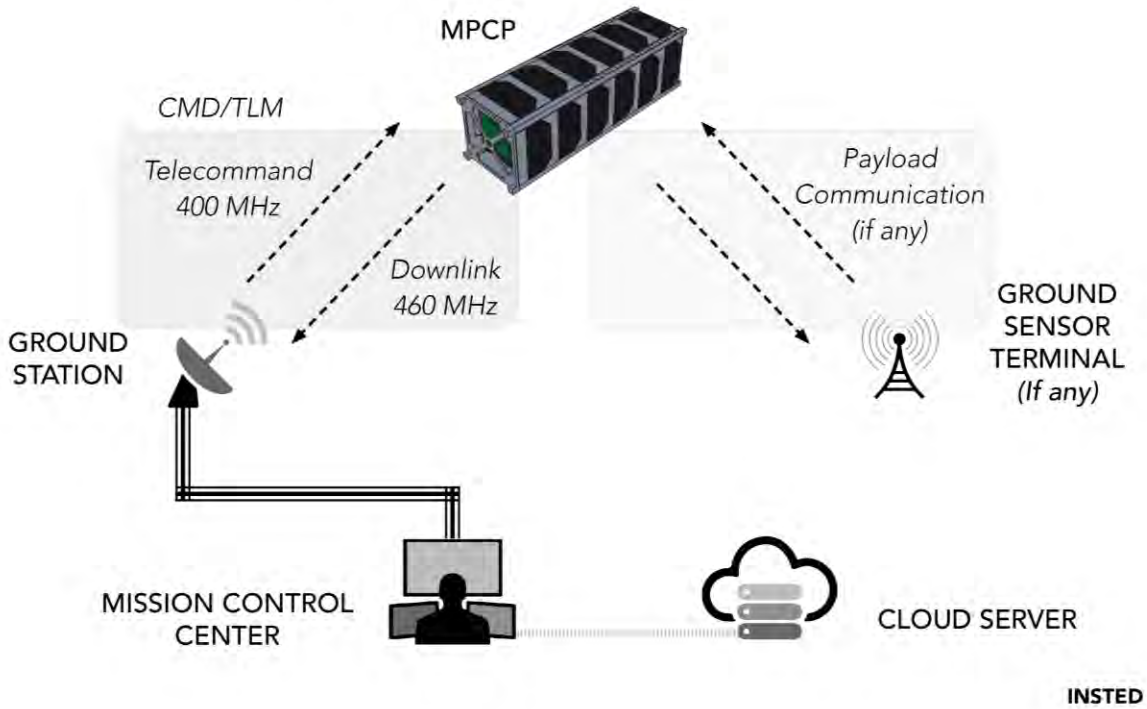 MPCP
CMD/TLM
Telecommand
400 MHz
Downlink
460 MHz
Payload
Communication
(if any)
GROUND
STATION
GROUND
SENSOR
TERMINAL
(If any)
MISSION CONTROL
CENTER
CLOUD SERVER
INSTED